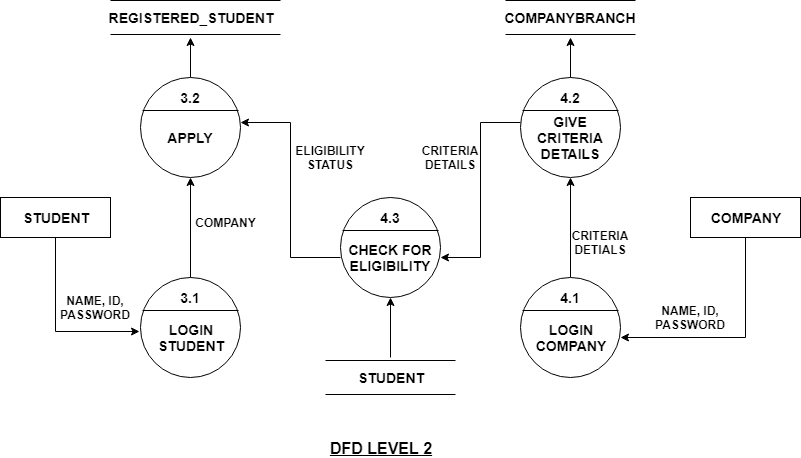 REGISTERED_STUDENT
COMPANYBRANCH
3.2
APPLY
4.2
GIVE
CRITERIA
DETAILS
ELIGIBILITY
STATUS
CRITERIA
DETAILS
STUDENT
COMPANY
4.3
CHECK FOR
ELIGIBILITY
COMPANY
CRITERIA
DETIALS
NAME, ID,
PASSWORD
3.1
LOGIN
STUDENT
4.1
LOGIN
COMPANY
NAME, ID,
PASSWORD
STUDENT
DFD LEVEL 2